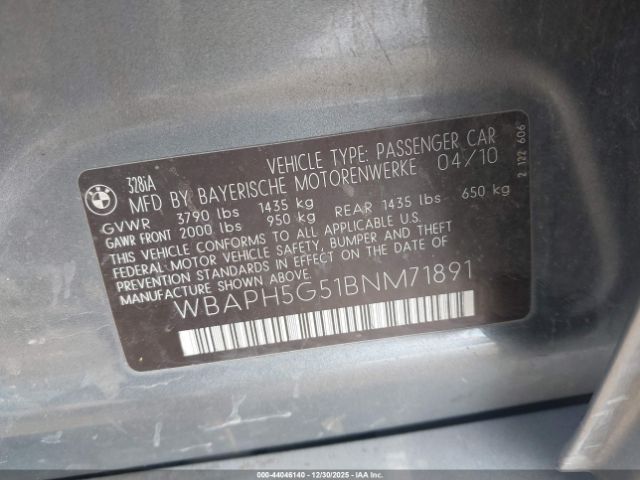 BMW
328iA
VEHICLE TYPE: PASSENGER CAR
MFD BY BAYERISCHE MOTORENWERKE 04/10
GVWR 3790 lbs 1435 kg
GAWR FRONT 2000 lbs 950 kg REAR 1435 lbs 650 kg
THIS VEHICLE CONFORMS TO ALL APPLICABLE U.S.
FEDERAL MOTOR VEHICLE SAFETY, BUMPER AND THEFT
PREVENTION STANDARDS IN EFFECT ON THE DATE OF
MANUFACTURE SHOWN ABOVE:
WBAPH5G51BNM71891
2 122 606
IAA-44046140 - 12/30/2025 - IAAI.COM